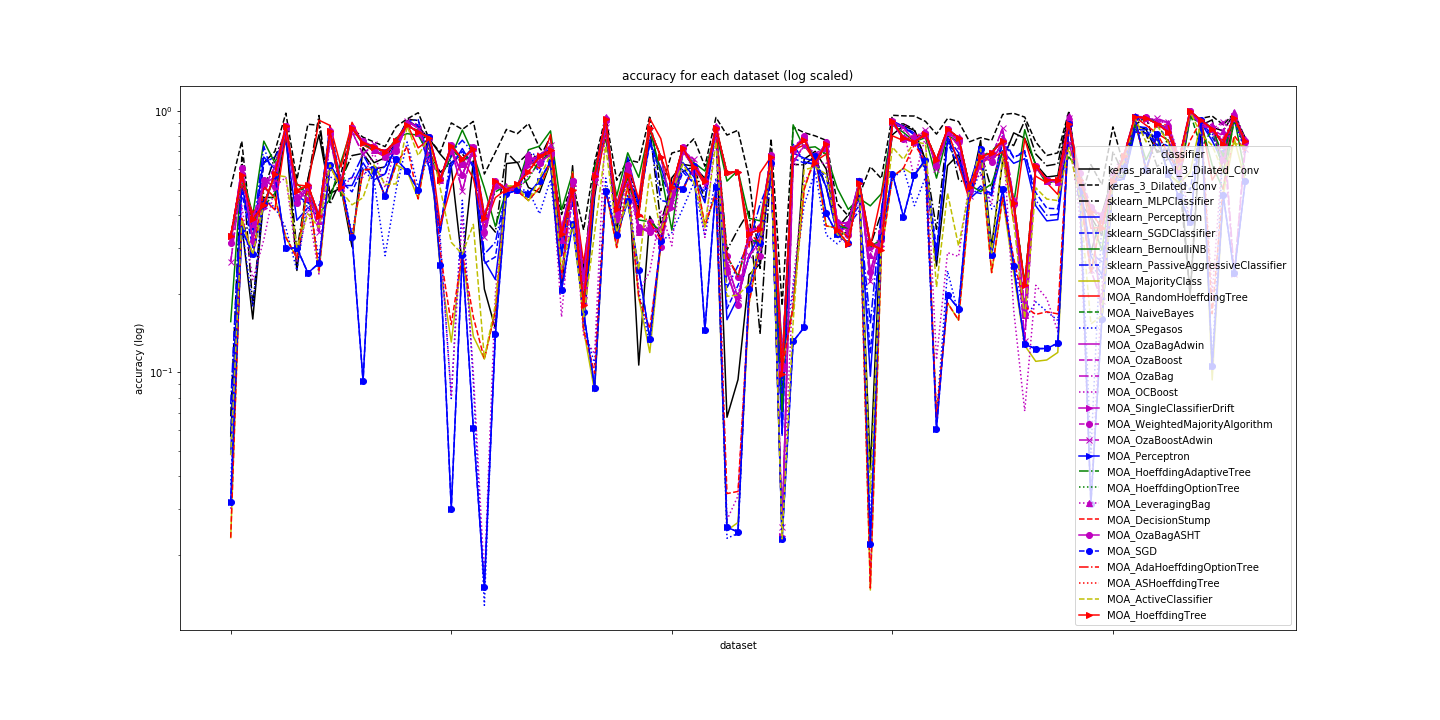 accuracy for each dataset (log scaled)
10⁰
10⁻¹
accuracy (log)
dataset
classifier
keras_parallel_3_Dilated_Conv
keras_3_Dilated_Conv
sklearn_MLPClassifier
sklearn_Perceptron
sklearn_SGDClassifier
sklearn_BernoulliNB
sklearn_PassiveAggressiveClassifier
MOA_MajorityClass
MOA_RandomHoeffdingTree
MOA_NaiveBayes
MOA_SPegasos
MOA_OzaBagAdwin
MOA_OzaBoost
MOA_OzaBag
MOA_OCBoost
MOA_SingleClassifierDrift
MOA_WeightedMajorityAlgorithm
MOA_OzaBoostAdwin
MOA_Perceptron
MOA_HoeffdingAdaptiveTree
MOA_HoeffdingOptionTree
MOA_LeveragingBag
MOA_DecisionStump
MOA_OzaBagASHT
MOA_SGD
MOA_AdaHoeffdingOptionTree
MOA_ASHoeffdingTree
MOA_ActiveClassifier
MOA_HoeffdingTree